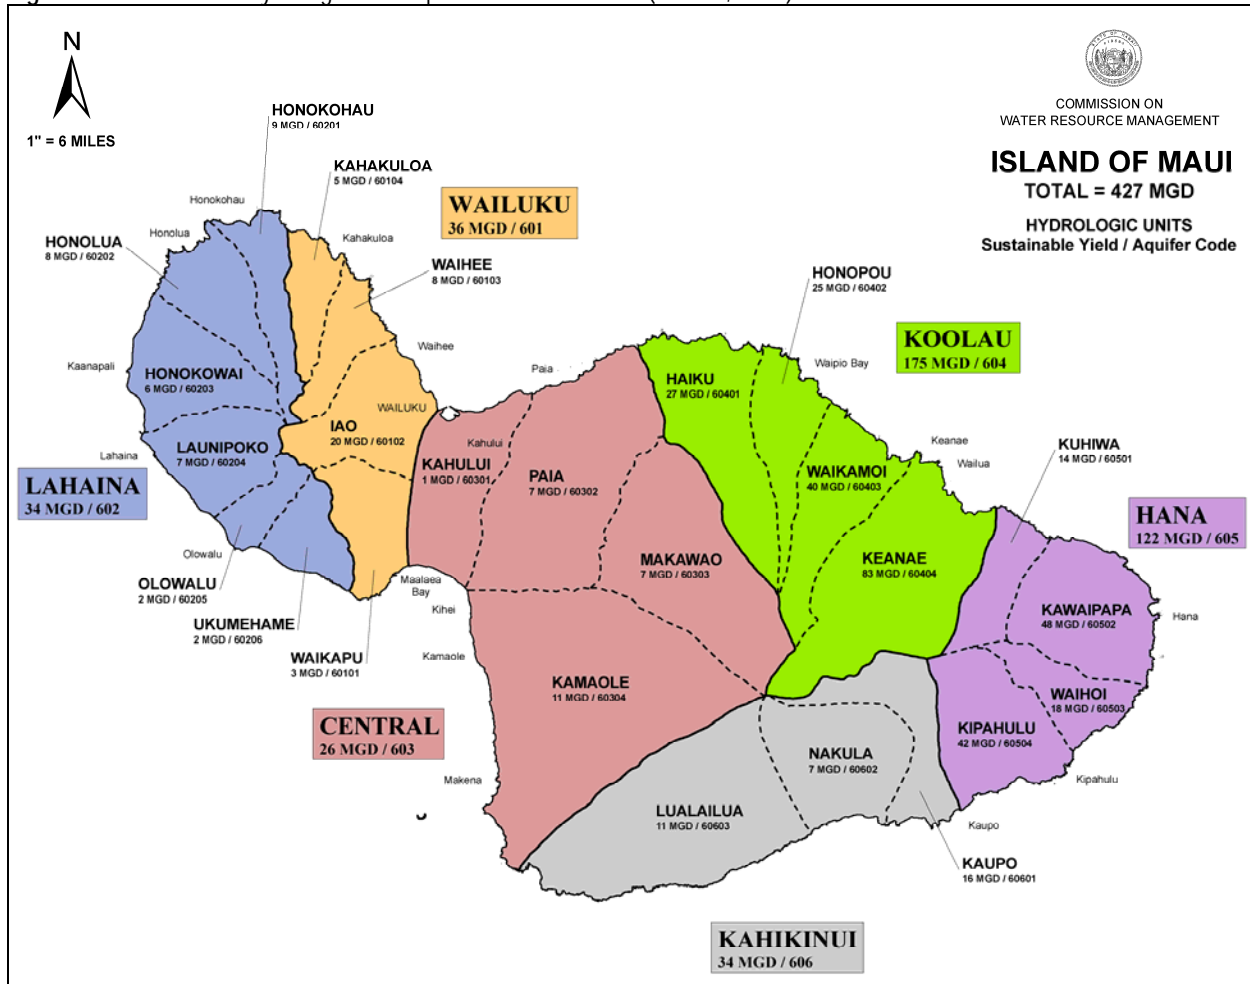 N
1" = 6 MILES
COMMISSION ON
WATER RESOURCE MANAGEMENT
ISLAND OF MAUI
TOTAL = 427 MGD
HYDROLOGIC UNITS
Sustainable Yield / Aquifer Code
HONOKOHAU
9 MGD / 60201
KAHAKULOA
5 MGD / 60104
WAILUKU
36 MGD / 601
Honokohau
Honolua
Kahakuloa
HONOLUA
8 MGD / 60202
WAIHEE
8 MGD / 60103
HONOPOU
25 MGD / 60402
KOOLAU
175 MGD / 604
Waihee
Kaanapali
Paia
Waipio Bay
HONOKOWAI
6 MGD / 60203
HAIKU
27 MGD / 60401
WAILUKU
IAO
20 MGD / 60102
Kahului
Keanae
Wailua
KUHIWA
14 MGD / 60501
LAUNIPOKO
7 MGD / 60204
Lahaina
KAHULUI
1 MGD / 60301
PAIA
7 MGD / 60302
WAIKAMOI
40 MGD / 60403
LAHAINA
34 MGD / 602
HANA
122 MGD / 605
Olowalu
MAKAWAO
7 MGD / 60303
KEANAE
83 MGD / 60404
OLOWALU
2 MGD / 60205
Maalaea
Bay
Kihei
KAWAIPAPA
48 MGD / 60502
Hana
UKUMEHAME
2 MGD / 60206
WAIKAPU
3 MGD / 60101
Kamaole
KAMAOLE
11 MGD / 60304
WAIHOI
18 MGD / 60503
CENTRAL
26 MGD / 603
KIPAHULU
42 MGD / 60504
NAKULA
7 MGD / 60602
Makena
Kipahulu
LUALAILUA
11 MGD / 60603
Kaupo
KAUPO
16 MGD / 60601
KAHIKINUI
34 MGD / 606